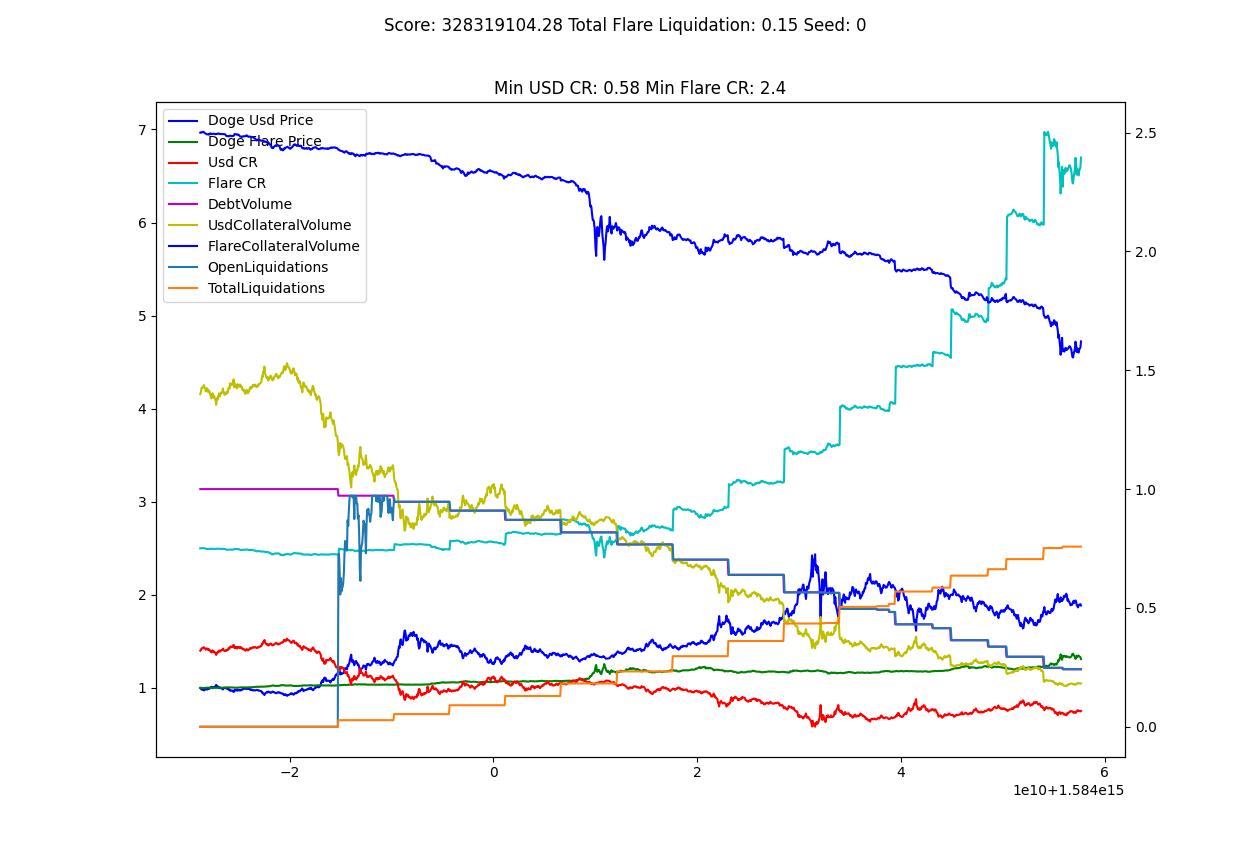 Score: 328319104.28 Total Flare Liquidation: 0.15 Seed: 0
Min USD CR: 0.58 Min Flare CR: 2.4
Doge Usd Price
Doge Flare Price
Usd CR
Flare CR
DebtVolume
UsdCollateralVolume
FlareCollateralVolume
OpenLiquidations
TotalLiquidations
7
6
5
4
3
2
1
2.5
2.0
1.5
1.0
0.5
0.0
−2
0
2
4
6
1e10+1.584e15